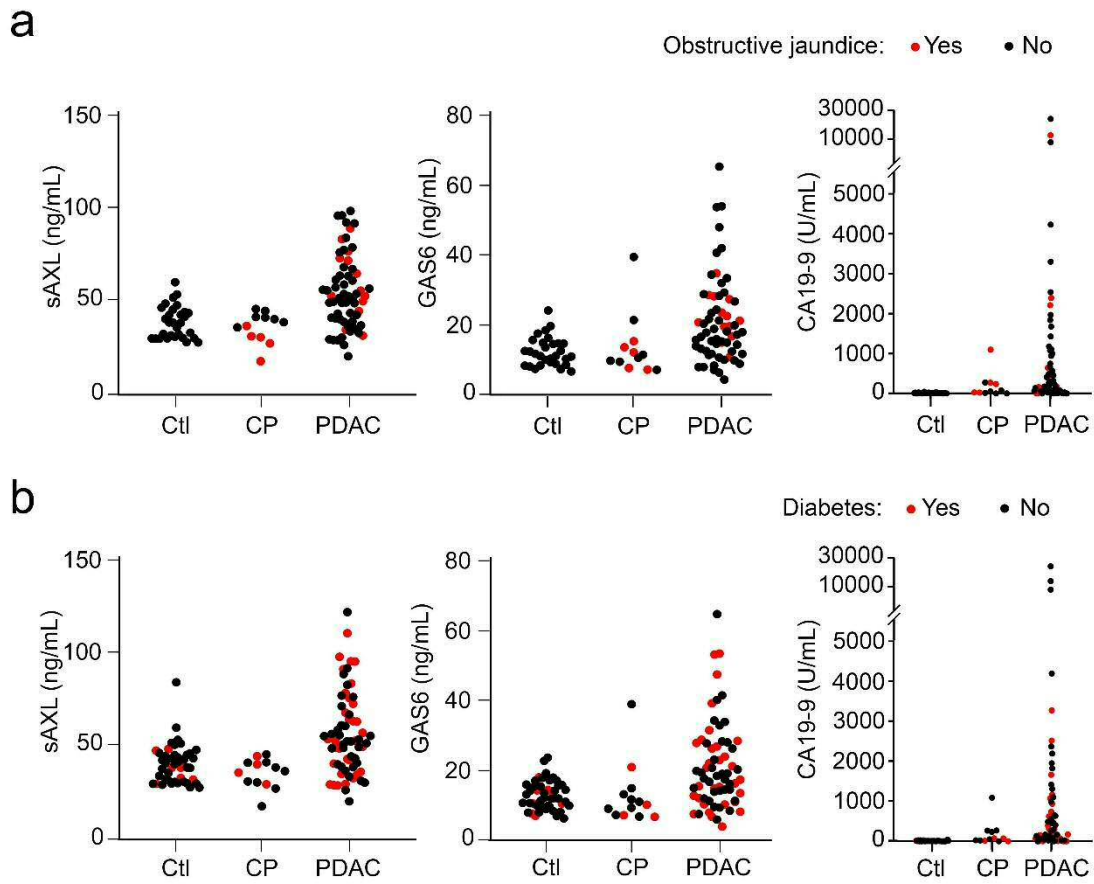 a
Obstructive jaundice: Yes No
150
100
50
0
sAXL (ng/mL)
Ctl CP PDAC
80
60
40
20
0
GAS6 (ng/mL)
Ctl CP PDAC
30000
10000
5000
4000
3000
2000
1000
0
CA19-9 (U/mL)
Ctl CP PDAC
b
Diabetes: Yes No
150
100
50
0
sAXL (ng/mL)
Ctl CP PDAC
80
60
40
20
0
GAS6 (ng/mL)
Ctl CP PDAC
30000
10000
5000
4000
3000
2000
1000
0
CA19-9 (U/mL)
Ctl CP PDAC